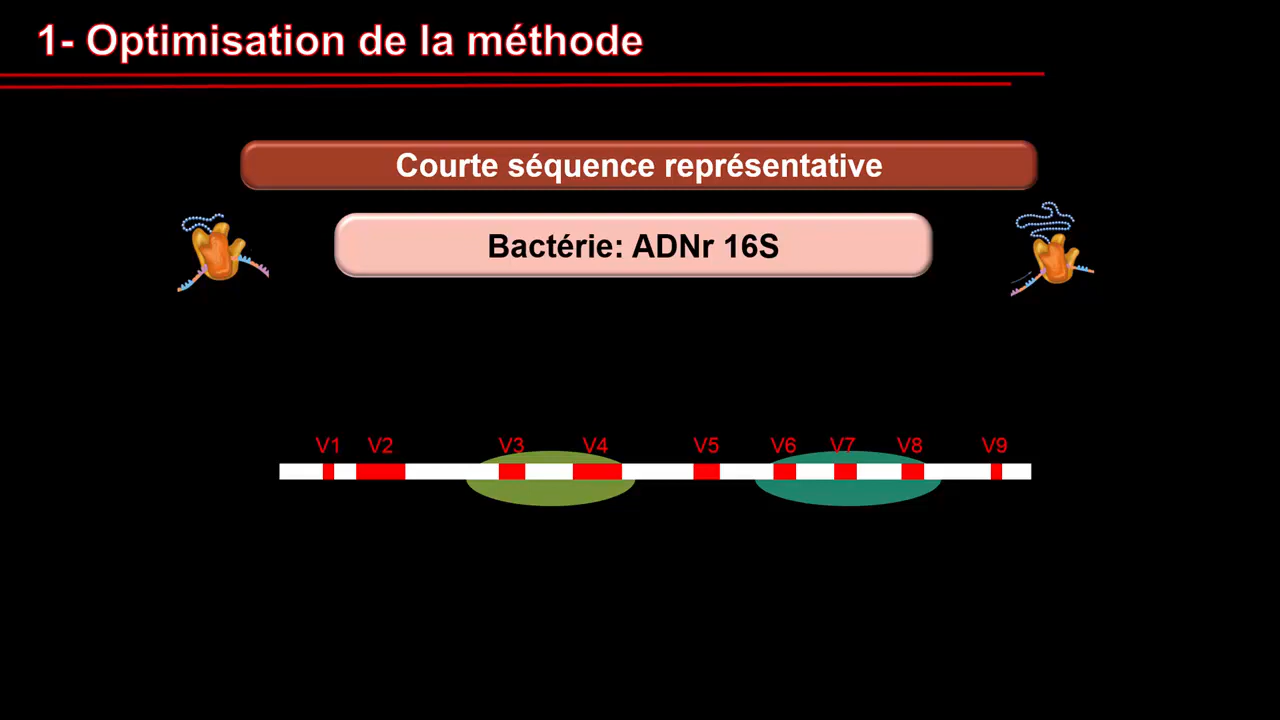 1- Optimisation de la méthode
Courte séquence représentative
Bactérie: ADNr 16S
V1 V2 V3 V4 V5 V6 V7 V8 V9